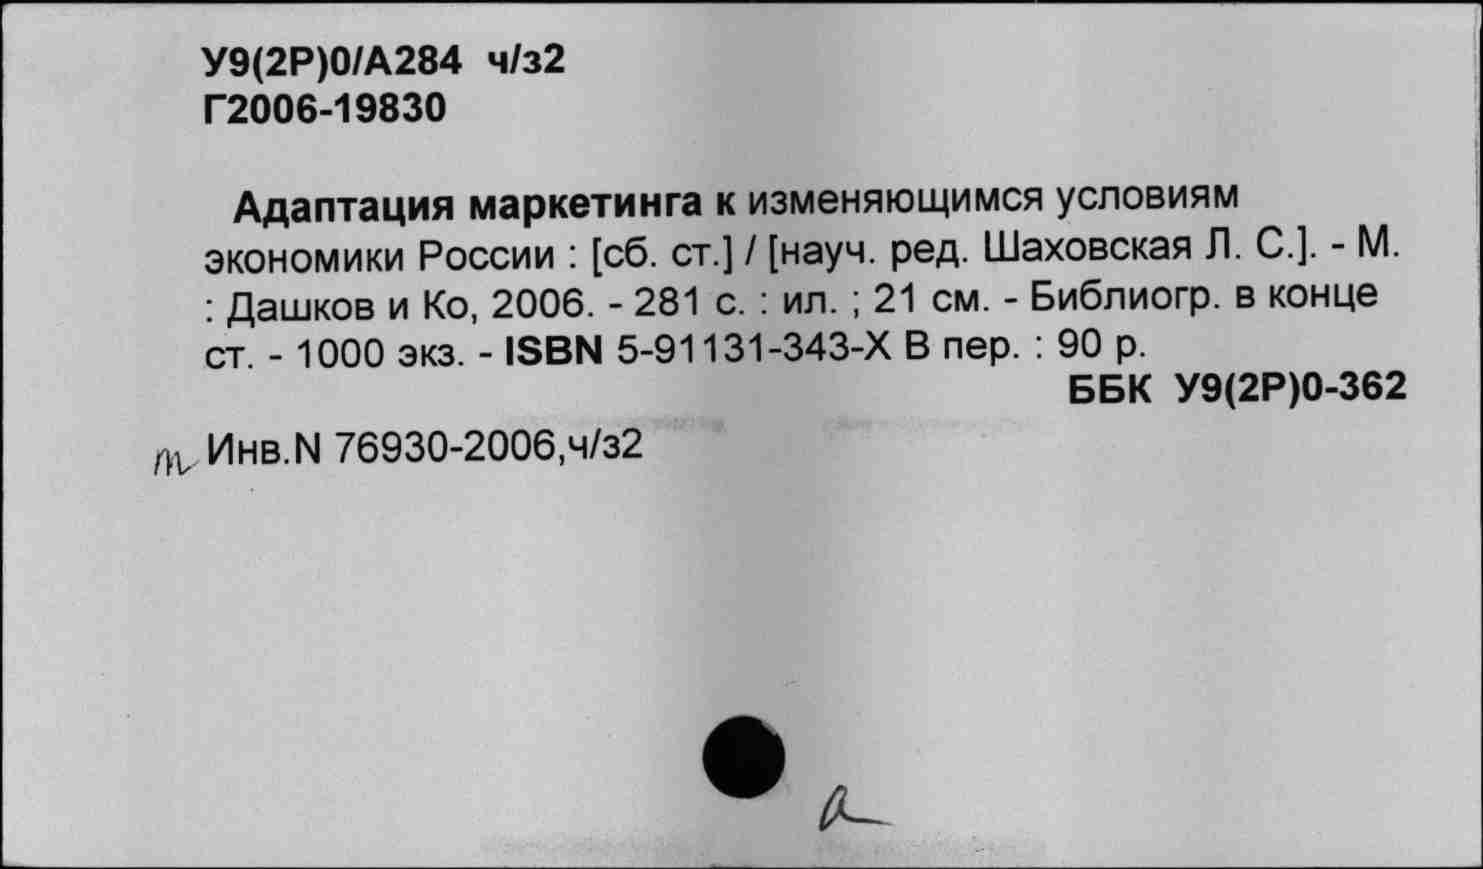 У9(2Р)0/А284 ч/з2
Г2006-19830
Адаптация маркетинга к изменяющимся условиям
экономики России : [сб. ст.] / [науч. ред. Шаховская Л. С.]. - М.
: Дашков и Ко, 2006. - 281 с. : ил. ; 21 см. - Библиогр. в конце
ст. - 1000 экз. - ISBN 5-91131-343-X В пер. : 90 р.
ББК У9(2Р)0-362
Инв.N 76930-2006,ч/з2